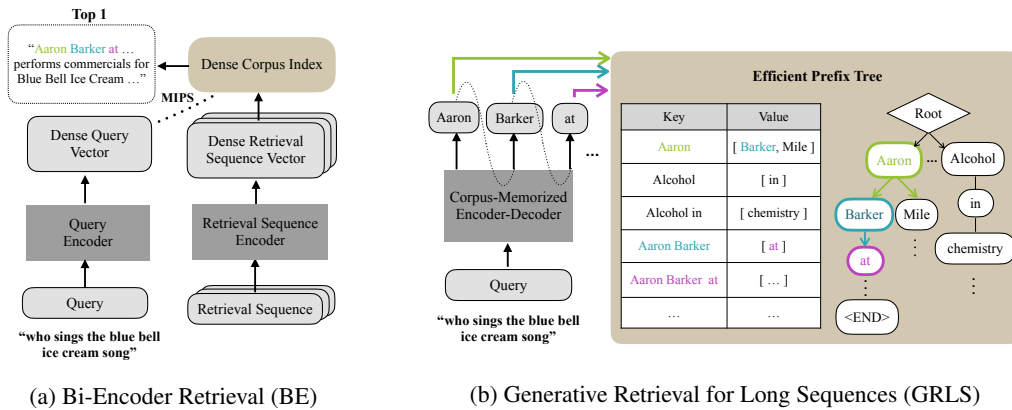 Top 1
“Aaron Barker at …
performs commercials for
Blue Bell Ice Cream …”
Dense Corpus Index
MIPS
Dense Query
Vector
Dense Retrieval
Sequence Vector
Query
Encoder
Retrieval Sequence
Encoder
Query
Retrieval Sequence
“who sings the blue bell
ice cream song”
(a) Bi-Encoder Retrieval (BE)
Aaron
Barker
at
...
Corpus-Memorized
Encoder-Decoder
Query
“who sings the blue bell
ice cream song”
Efficient Prefix Tree
Key Value
Aaron [ Barker, Mile ]
Alcohol [ in ]
Alcohol in [ chemistry ]
Aaron Barker [ at ]
Aaron Barker at [ … ]
… …
Root
Aaron ... Alcohol
Barker Mile in
at chemistry
<END>
(b) Generative Retrieval for Long Sequences (GRLS)